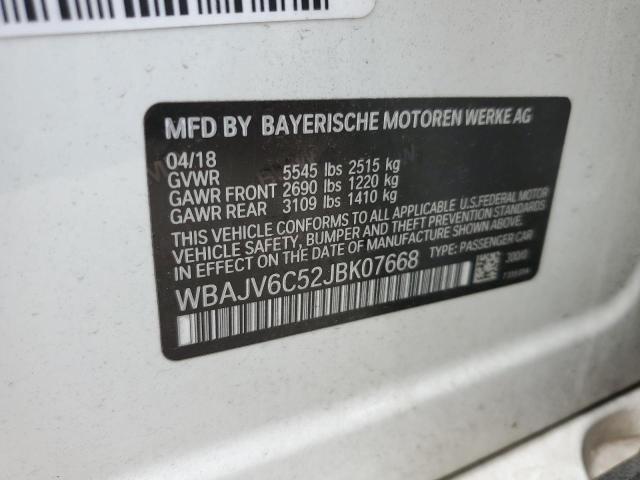 MFD BY BAYERISCHE MOTOREN WERKE AG
04/18
GVWR 5545 lbs 2515 kg
GAWR FRONT 2690 lbs 1220 kg
GAWR REAR 3109 lbs 1410 kg
THIS VEHICLE CONFORMS TO ALL APPLICABLE U.S.FEDERAL MOTOR
VEHICLE SAFETY, BUMPER AND THEFT PREVENTION STANDARDS
IN EFFECT ON THE DATE OF MANUFACTURE SHOWN ABOVE.
WBAJV6C52JBK07668 TYPE: PASSENGER CAR